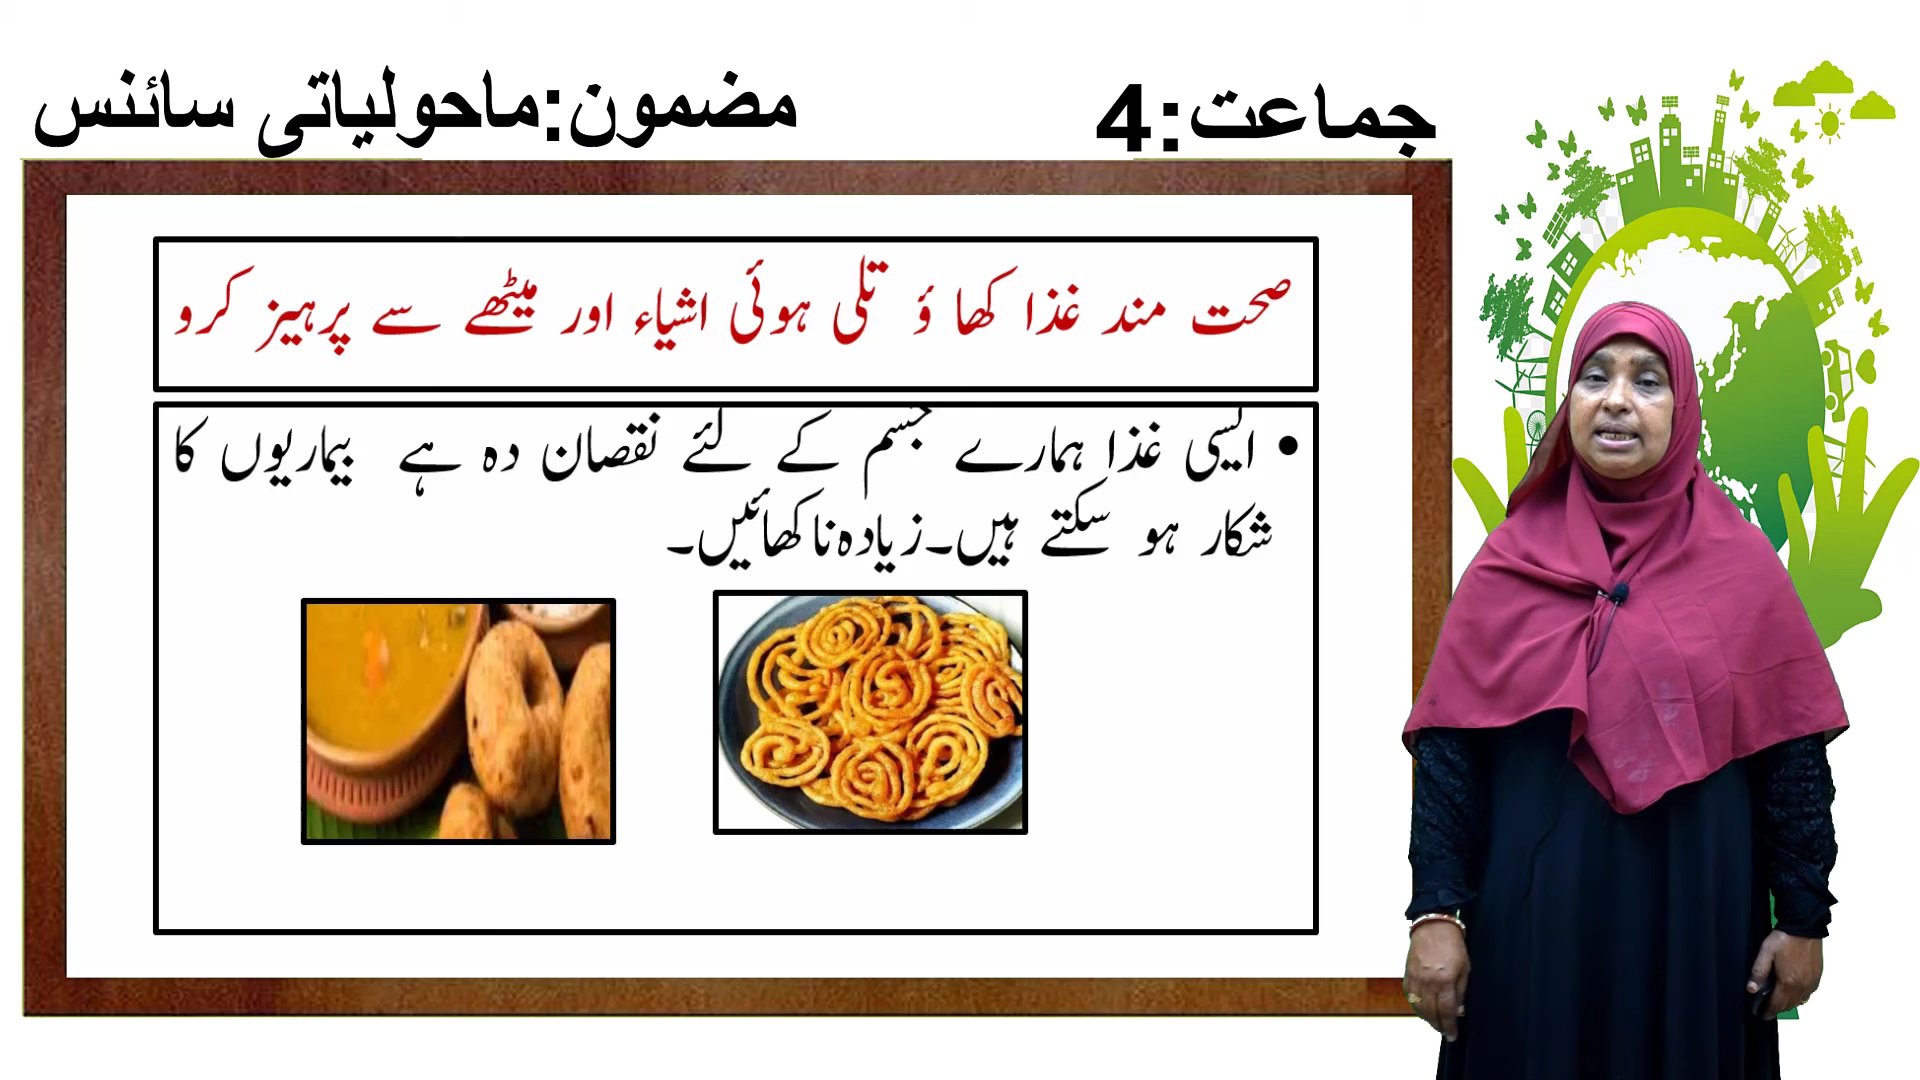 جماعت:4
مضمون:ماحولیاتی سائنس
صحت مند غذا کھا ؤ تلی ہوئی اشیاء اور میٹھے سے پرہیز کرو
• ایسی غذا ہمارے جسم کے لئے نقصان دہ ہے بیماریوں کا
شکار ہو سکتے ہیں۔زیادہ نا کھائیں۔